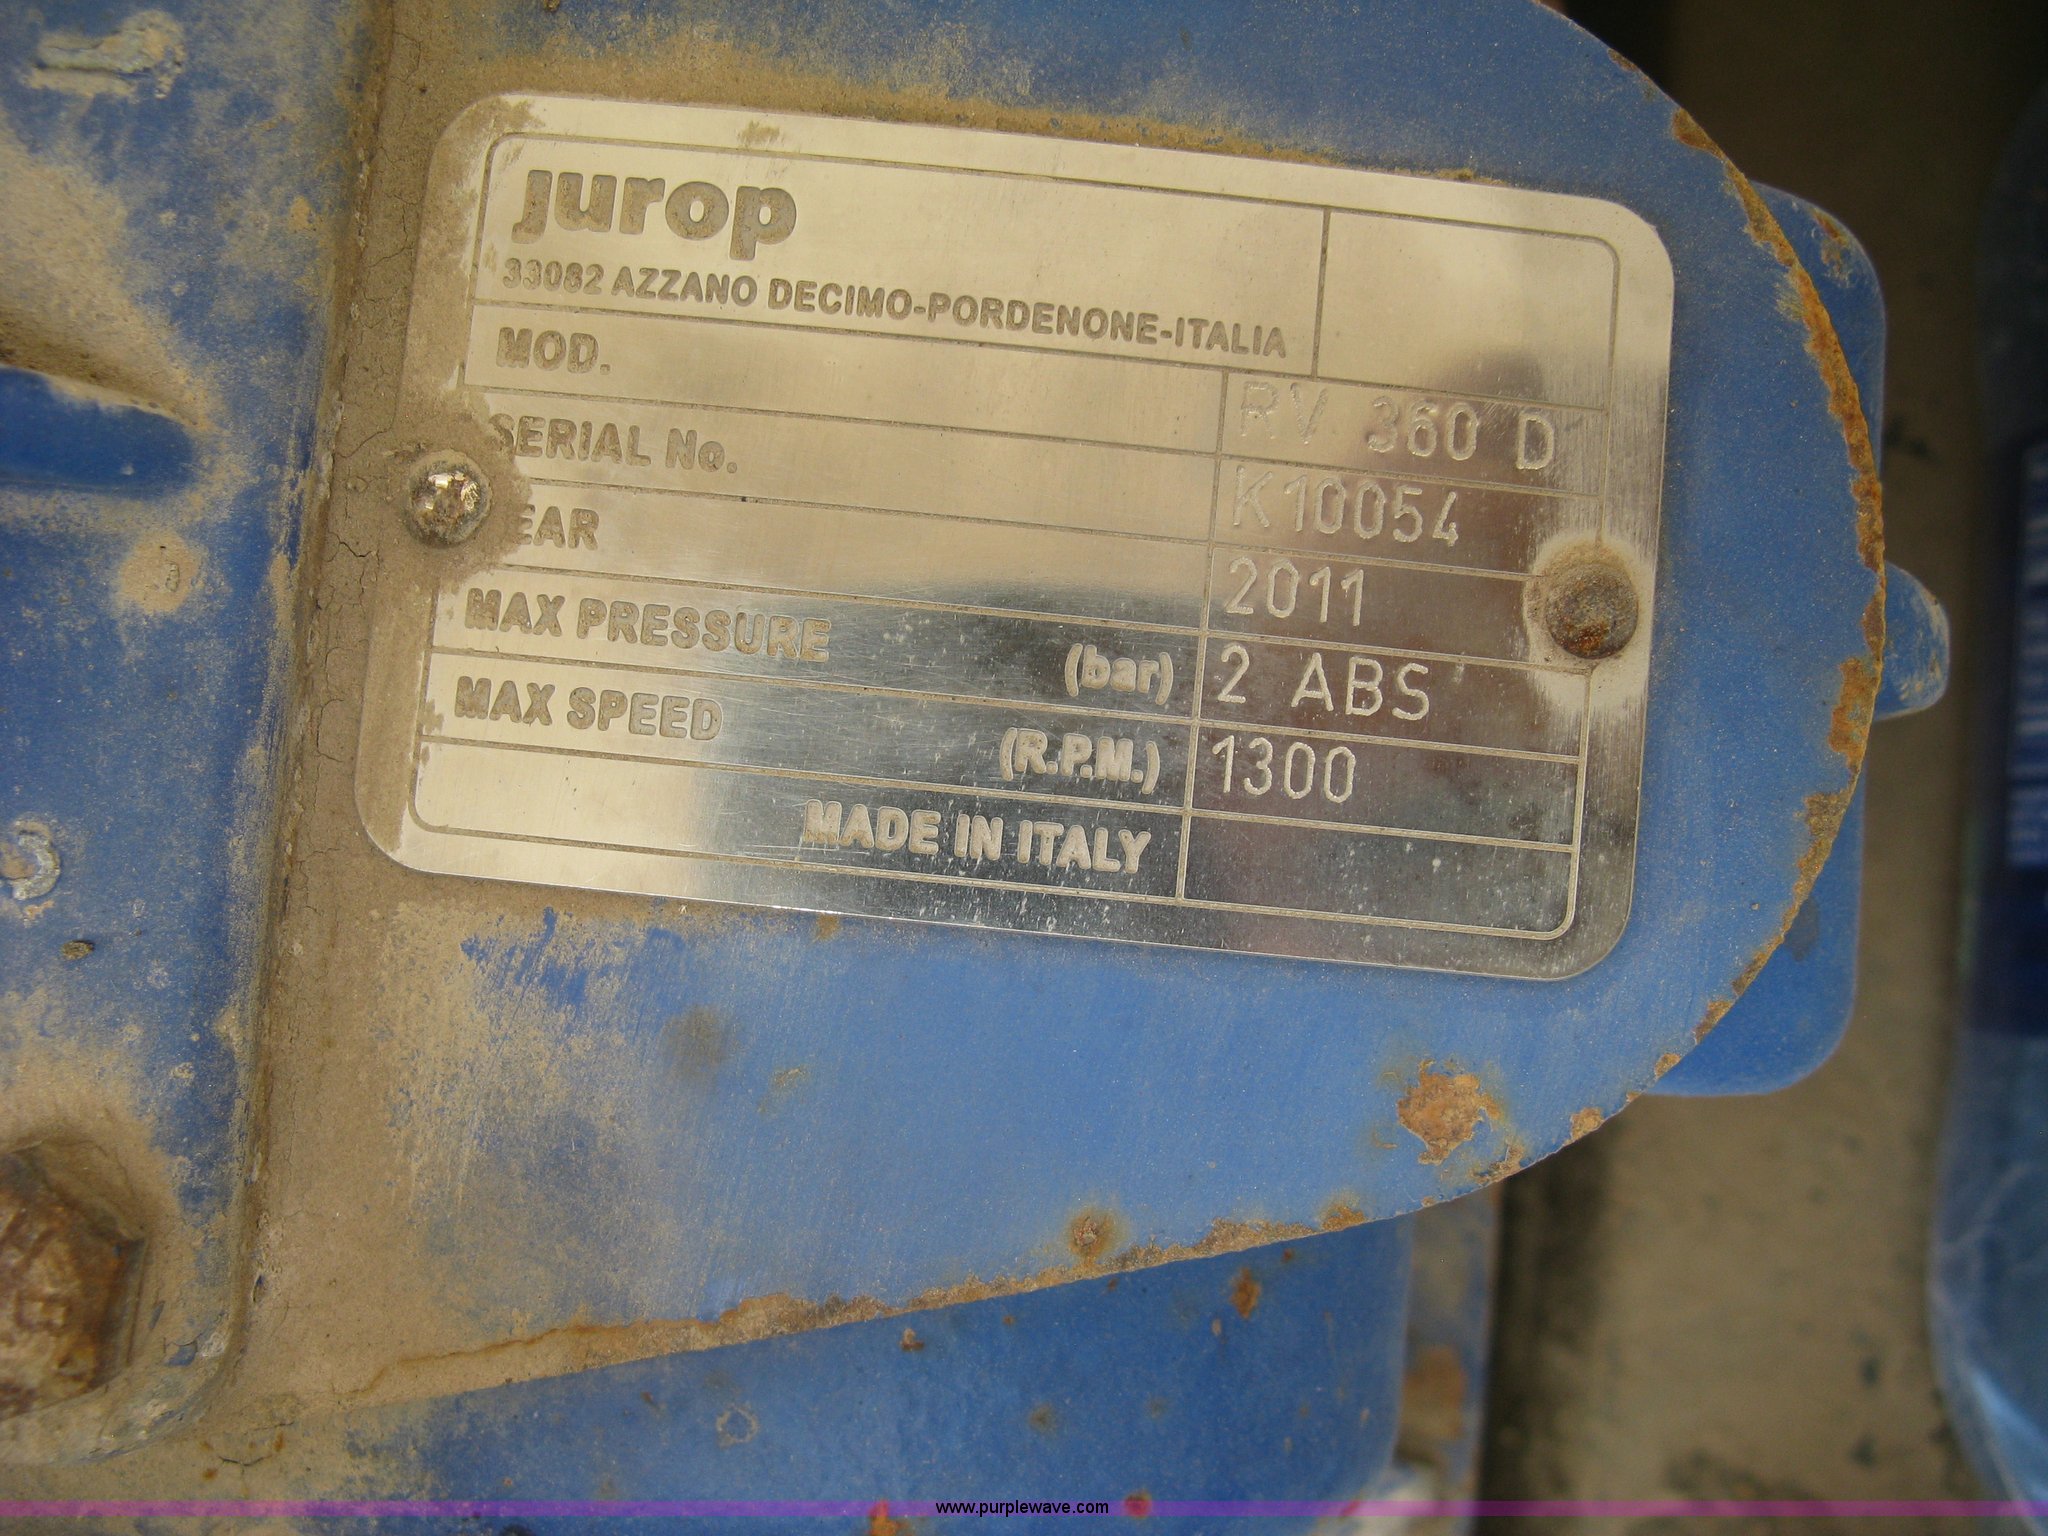 jurop
33082 AZZANO DECIMO-PORDENONE-ITALIA
MOD. RV 360 D
SERIAL No. K10054
EAR 2011
MAX PRESSURE (bar) 2 ABS
MAX SPEED (R.P.M.) 1300
MADE IN ITALY
www.purplewave.com